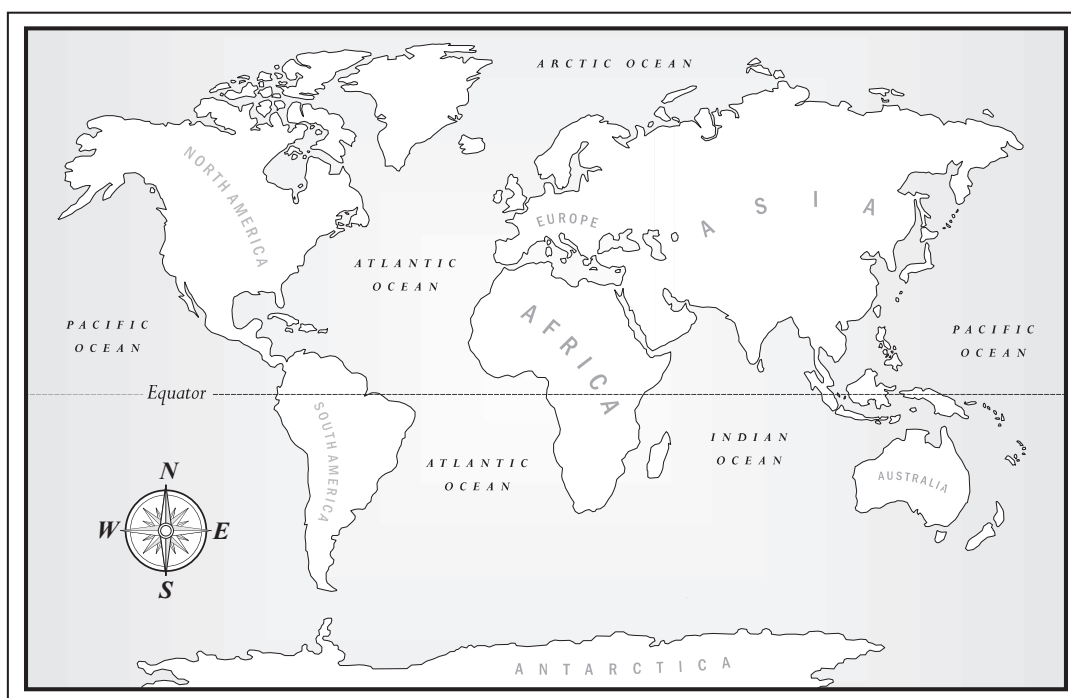 ARCTIC OCEAN
NORTH AMERICA
EUROPE
ASIA
ATLANTIC
OCEAN
AFRICA
PACIFIC
OCEAN
PACIFIC
OCEAN
Equator
SOUTH AMERICA
ATLANTIC
OCEAN
INDIAN
OCEAN
AUSTRALIA
N
W
E
S
ANTARCTICA